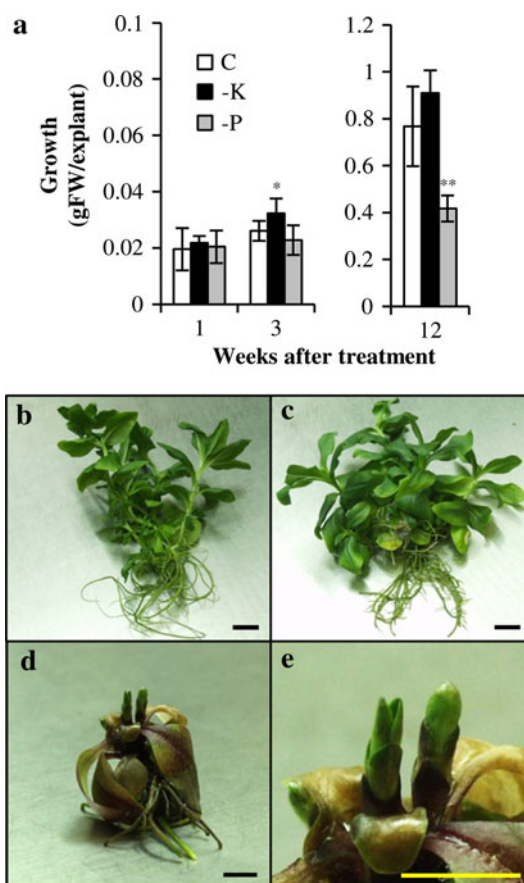 a
0.1
0.08
0.06
0.04
0.02
0
C
-K
-P
*
1
3
1.2
1
0.8
0.6
0.4
0.2
0
**
12
Growth
(gFW/explant)
Weeks after treatment
b
c
d
e